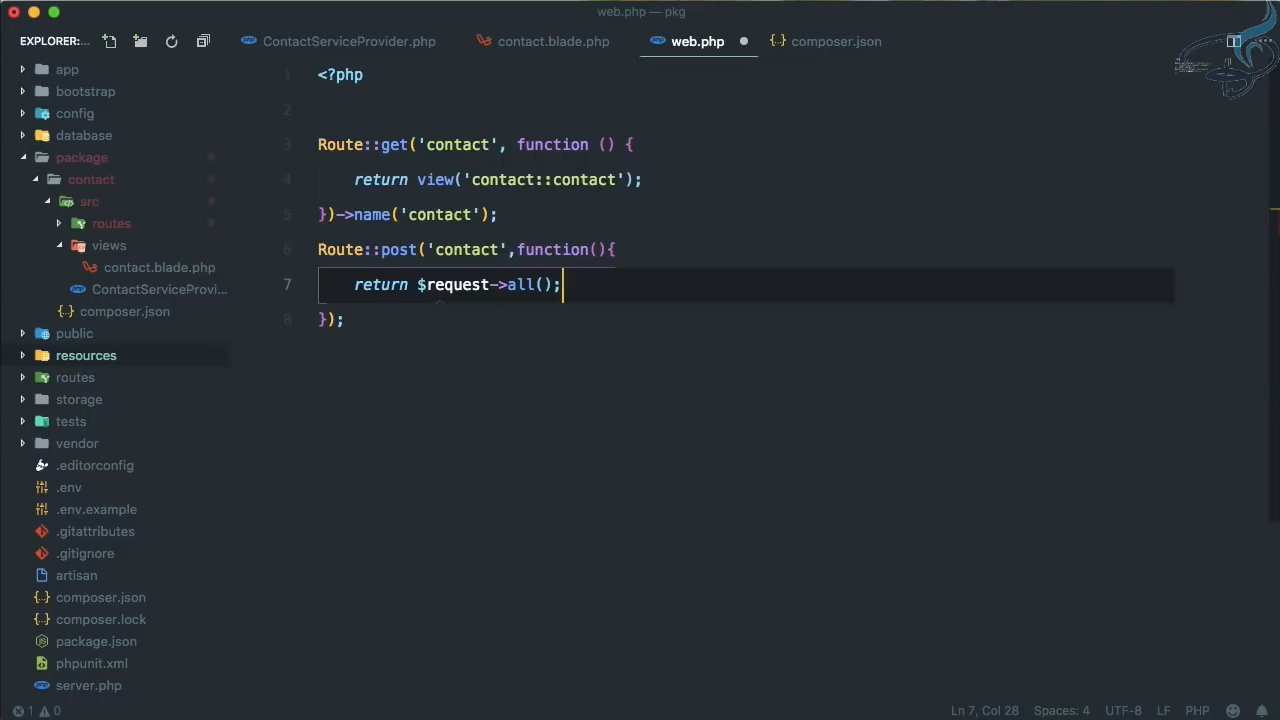 web.php — pkg
EXPLORER:...
ContactServiceProvider.php
contact.blade.php
web.php
composer.json
app
bootstrap
config
database
package
contact
src
routes
views
contact.blade.php
ContactServiceProvi...
composer.json
public
resources
routes
storage
tests
vendor
.editorconfig
.env
.env.example
.gitattributes
.gitignore
artisan
composer.json
composer.lock
package.json
phpunit.xml
server.php
1 <?php
2
3 Route::get('contact', function () {
4 return view('contact::contact');
5 })->name('contact');
6 Route::post('contact',function(){
7 return $request->all();
8 });
1 0
Ln 7, Col 28
Spaces: 4
UTF-8
LF
PHP